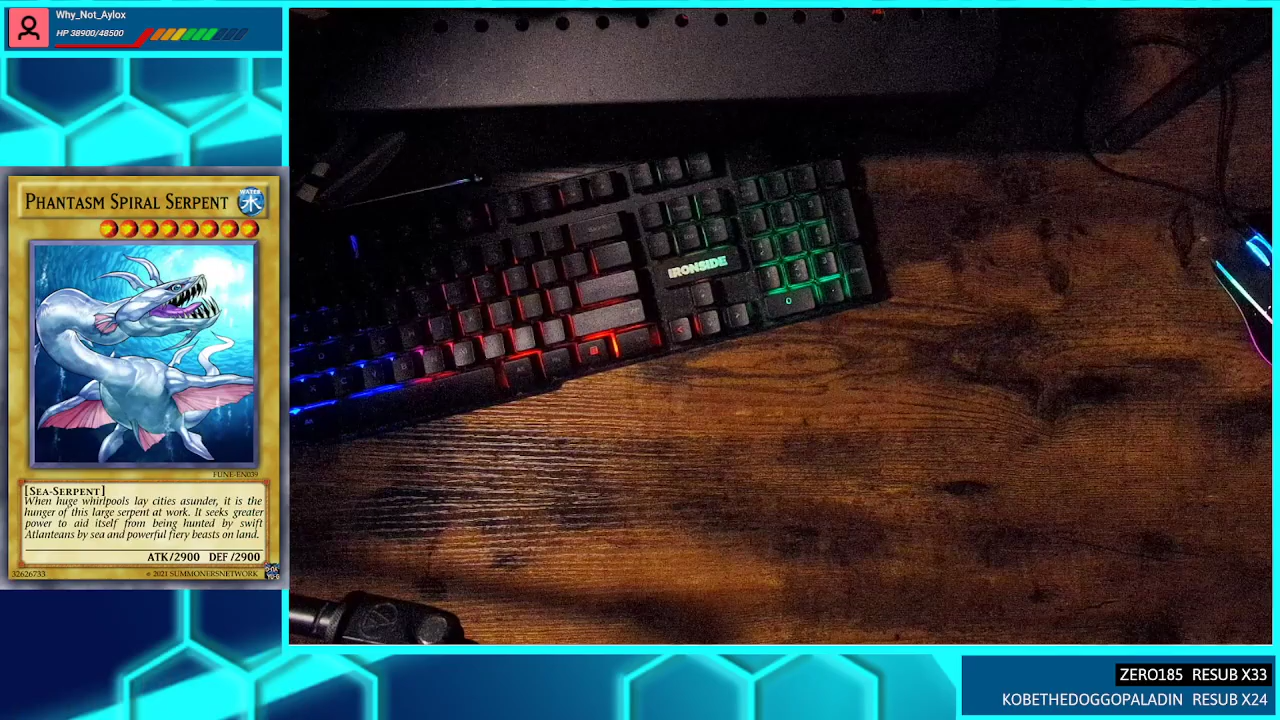 Why_Not_Aylox
HP 38900/48500
PHANTASM SPIRAL SERPENT
WATER
水
FUNE-EN039
[SEA-SERPENT]
When huge whirlpools lay cities asunder, it is the
hunger of this large serpent at work. It seeks greater
power to aid itself from being hunted by swift
Atlanteans by sea and powerful fiery beasts on land.
ATK/2900 DEF/2900
32626733
© 2021 SUMMONERSNETWORK
IRONSIDE
ZERO185 RESUB X33
KOBETHEDOGGOPALADIN RESUB X24